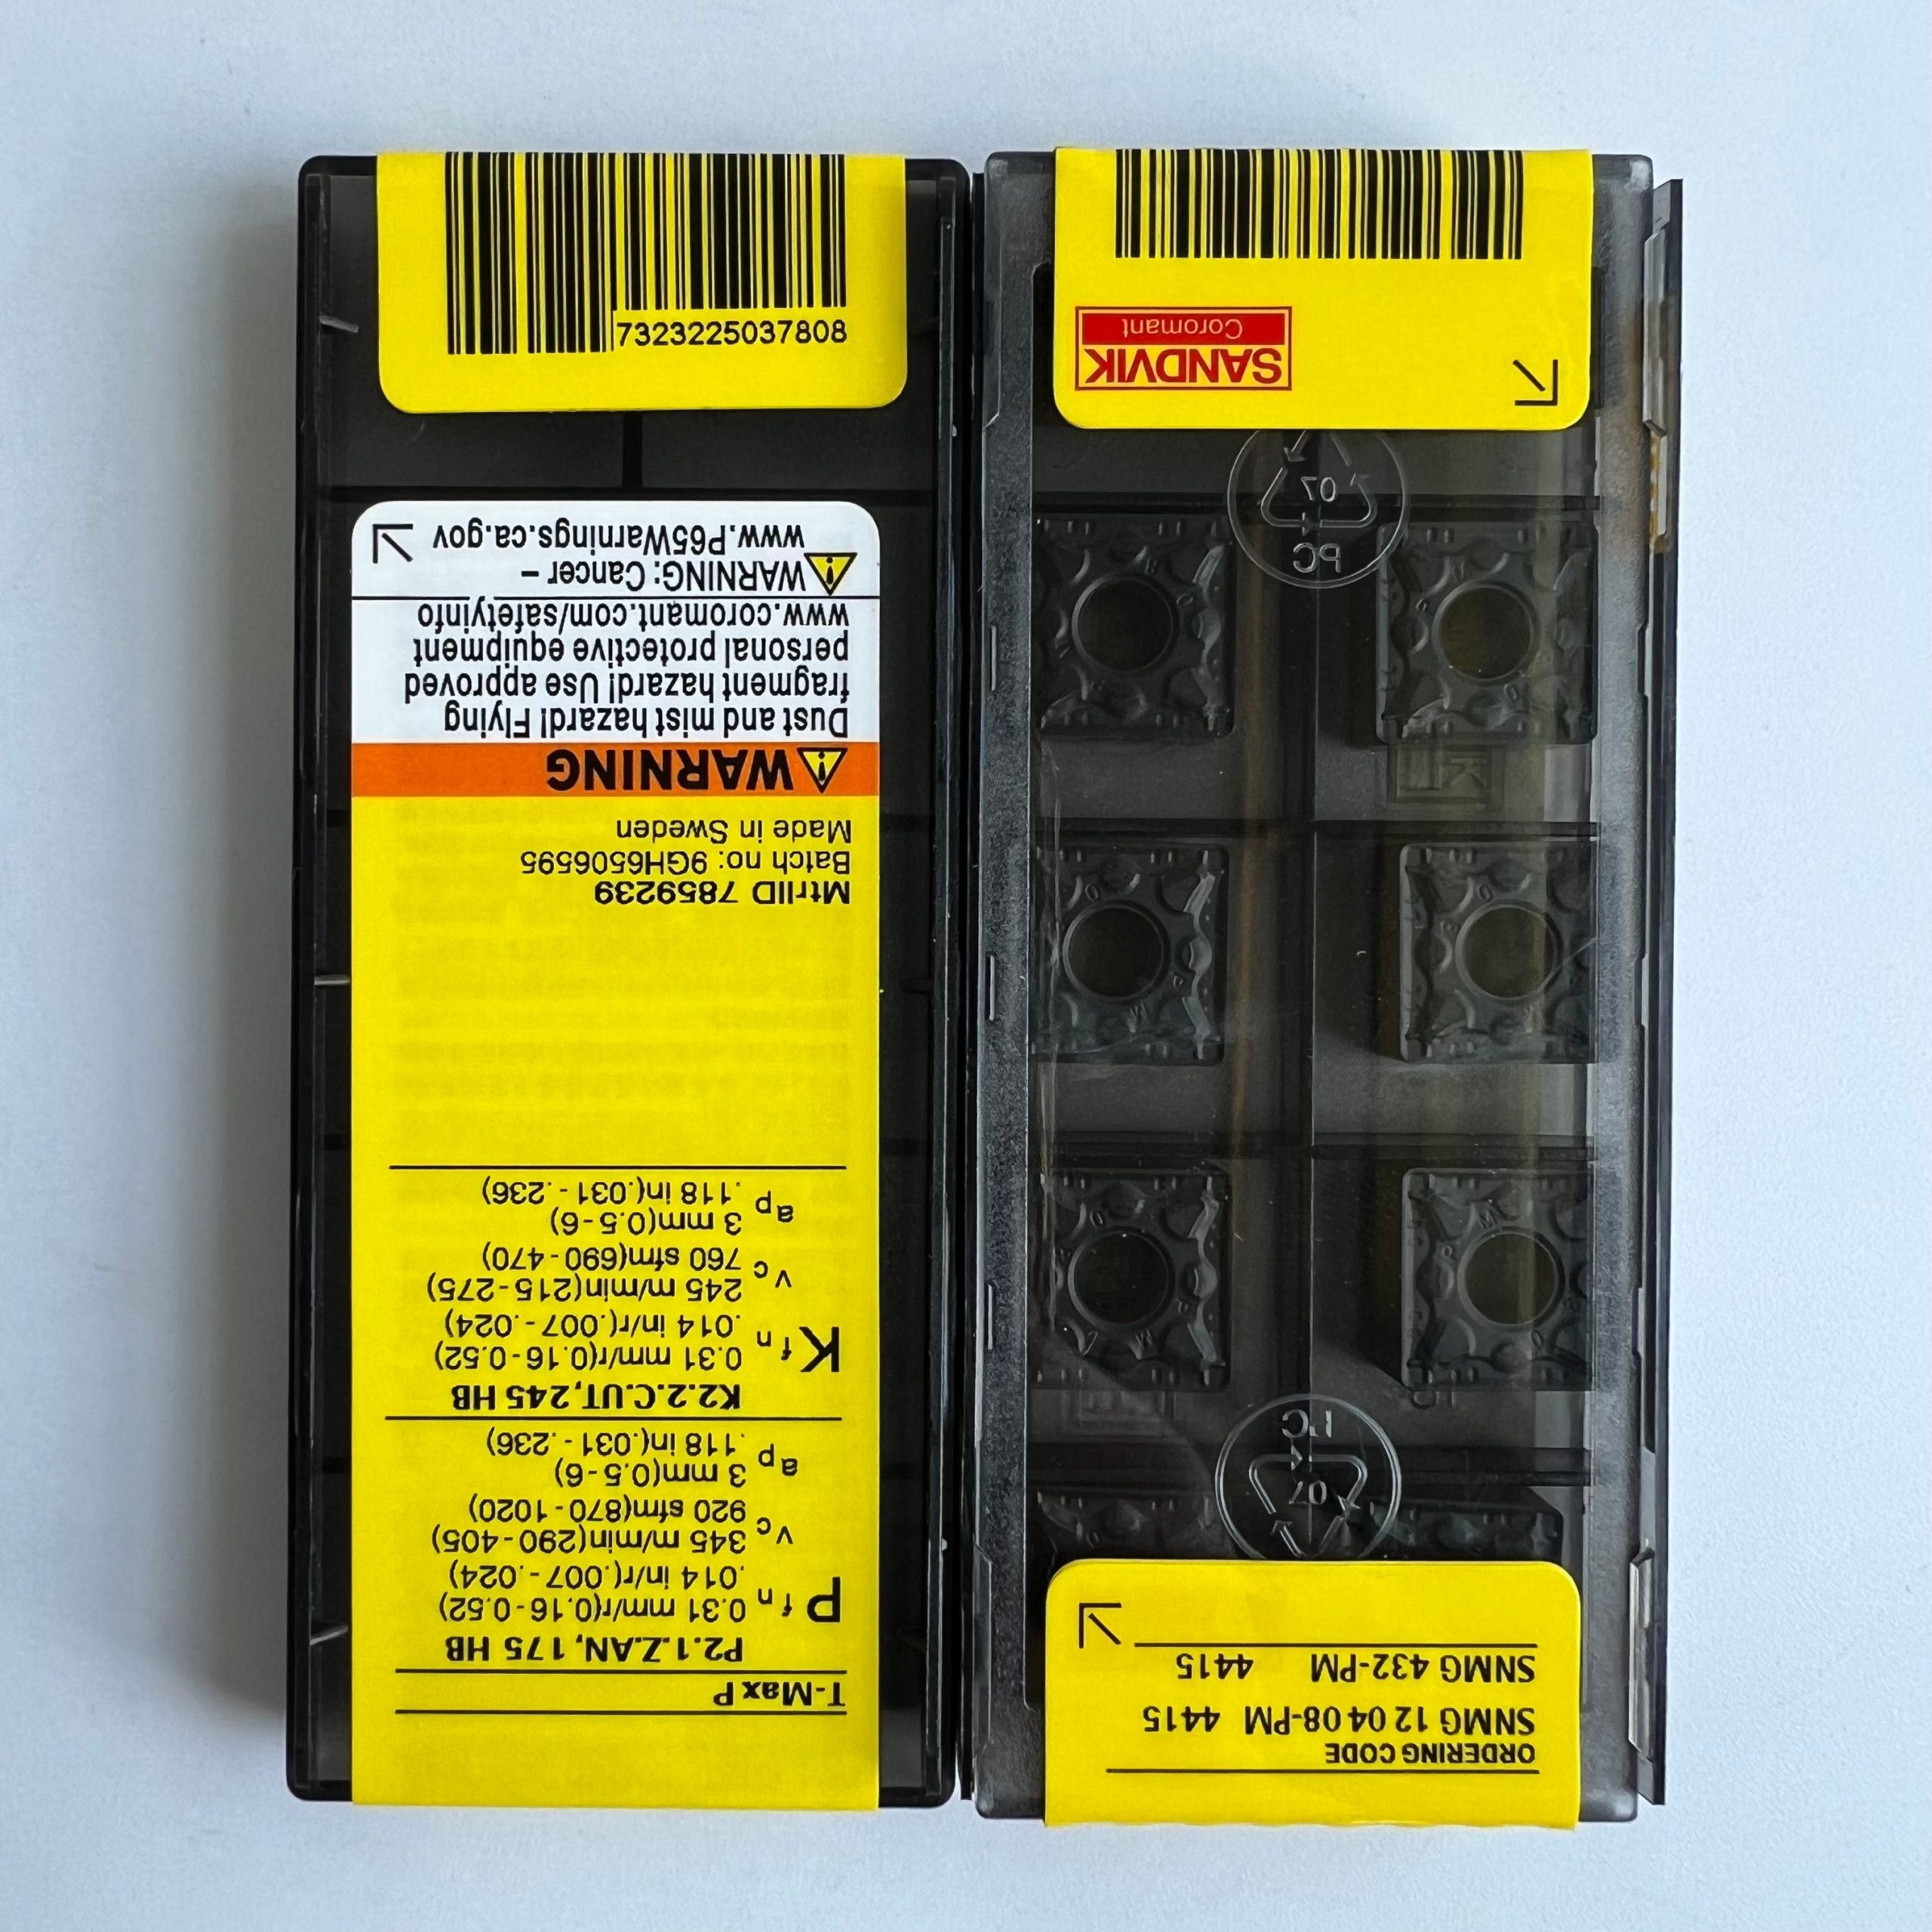 ORDERING CODE
SNMG 12 04 08-PM 4415
SNMG 432-PM 4415
SANDVIK
Coromant
07
PC
07
PC
T-Max P
P2.1.Z.AN, 175 HB
P fn 0.31 mm/r(0.16-0.52)
.014 in/r(.007-.024)
vc 345 m/min(290-405)
920 sfm(870-1020)
ap 3 mm(0.5-6)
.118 in(.031-.236)
K2.2.C.UT, 245 HB
K fn 0.31 mm/r(0.16-0.52)
.014 in/r(.007-.024)
vc 245 m/min(215-275)
760 sfm(690-470)
ap 3 mm(0.5-6)
.118 in(.031-.236)
MtrlID 7859239
Batch no: 9GH6506595
Made in Sweden
WARNING
Dust and mist hazard! Flying
fragment hazard! Use approved
personal protective equipment
www.coromant.com/safetyinfo
WARNING: Cancer –
www.P65Warnings.ca.gov
7323225037808